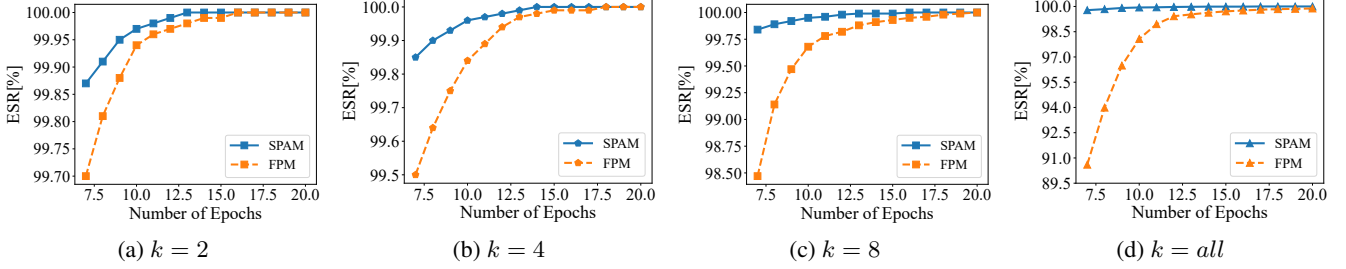 100.00
99.95
99.90
99.85
99.80
99.75
99.70
ESR[%]
SPAM
FPM
7.5 10.0 12.5 15.0 17.5 20.0
Number of Epochs
(a) k = 2
100.0
99.9
99.8
99.7
99.6
99.5
ESR[%]
SPAM
FPM
7.5 10.0 12.5 15.0 17.5 20.0
Number of Epochs
(b) k = 4
100.00
99.75
99.50
99.25
99.00
98.75
98.50
ESR[%]
SPAM
FPM
7.5 10.0 12.5 15.0 17.5 20.0
Number of Epochs
(c) k = 8
100.0
98.5
97.0
95.5
94.0
92.5
91.0
89.5
ESR[%]
SPAM
FPM
7.5 10.0 12.5 15.0 17.5 20.0
Number of Epochs
(d) k = all